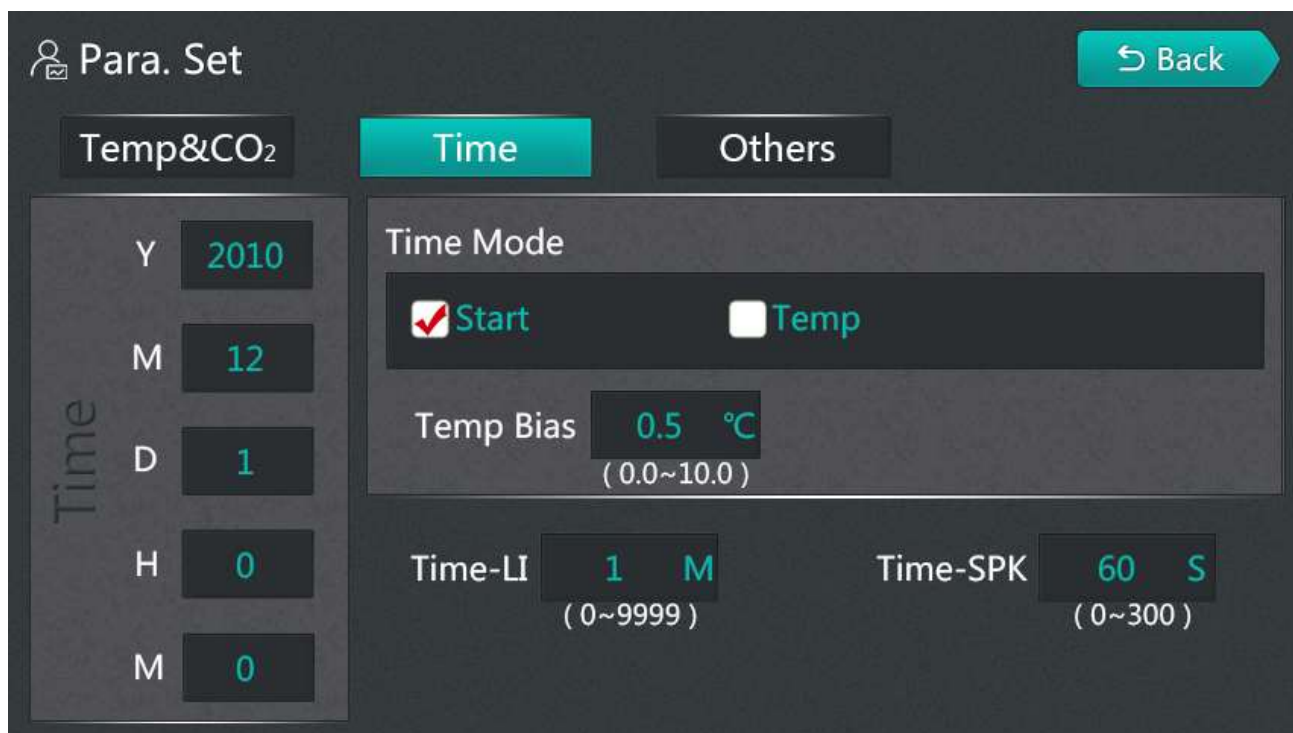 Para. Set
Back
Temp&CO₂
Time
Others
Time
Y 2010
M 12
D 1
H 0
M 0
Time Mode
Start Temp
Temp Bias 0.5 ℃
( 0.0~10.0 )
Time-LI 1 M
( 0~9999 )
Time-SPK 60 S
( 0~300 )